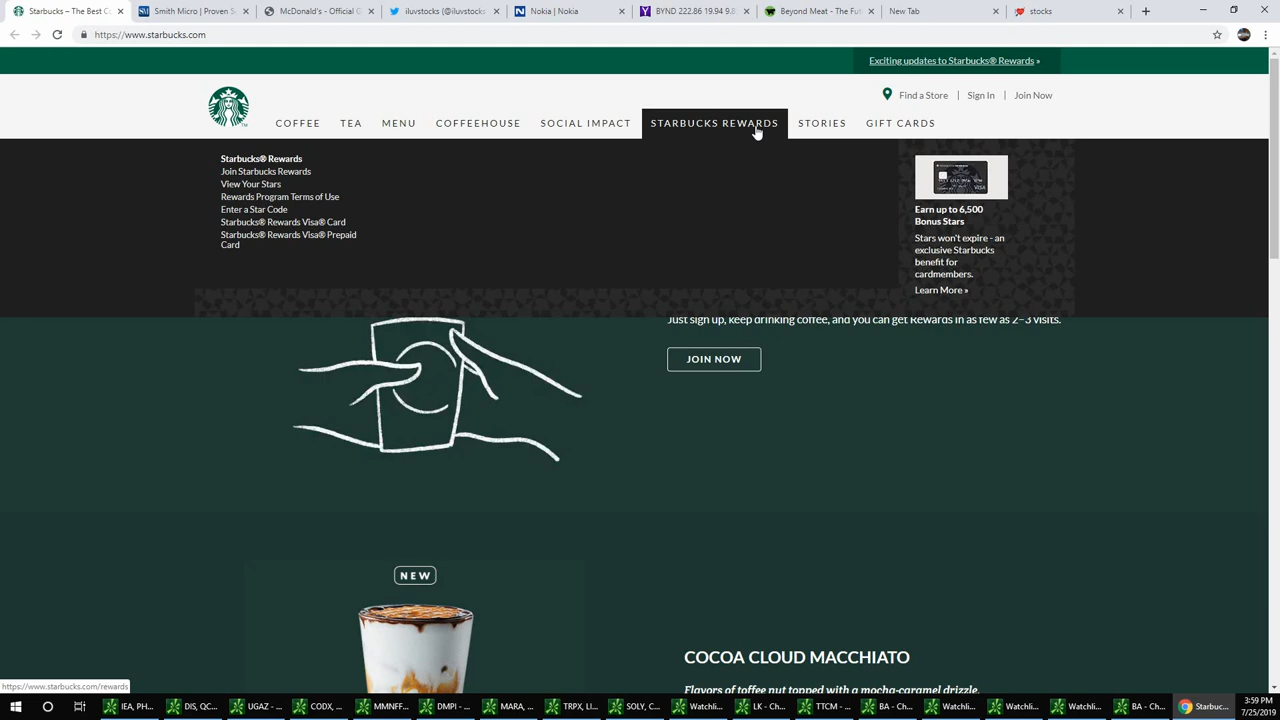 Starbucks – The Best C
Smith Micro | Proven S
McDonald's - Official G
iluvstocks (@iluvstocks
Nokia | Nokia
BYND 222.86 19.94 9.8
Beyond Meat - The Futu
New Tab
stocks
https://www.starbucks.com
Exciting updates to Starbucks® Rewards »
Find a Store | Sign In | Join Now
COFFEE TEA MENU COFFEEHOUSE SOCIAL IMPACT STARBUCKS REWARDS STORIES GIFT CARDS
Starbucks® Rewards
Join Starbucks Rewards
View Your Stars
Rewards Program Terms of Use
Enter a Star Code
Starbucks® Rewards Visa® Card
Starbucks® Rewards Visa® Prepaid
Card
VISA
Earn up to 6,500
Bonus Stars
Stars won't expire - an
exclusive Starbucks
benefit for
cardmembers.
Learn More »
Just sign up, keep drinking coffee, and you can get Rewards in as few as 2–3 visits.
JOIN NOW
NEW
COCOA CLOUD MACCHIATO
Flavors of toffee nut topped with a mocha-caramel drizzle.
https://www.starbucks.com/rewards
IEA, PH...
DIS, QC...
UGAZ, ...
CODX, ...
MMNFF...
DMPI - ...
MARA, ...
TRPX, LI...
SOLY, C...
Watchli...
LK - Cha...
TTCM - ...
BA - Ch...
Watchli...
Watchli...
BA - Ch...
Watchli...
Starbuc...
3:59 PM
7/25/2019